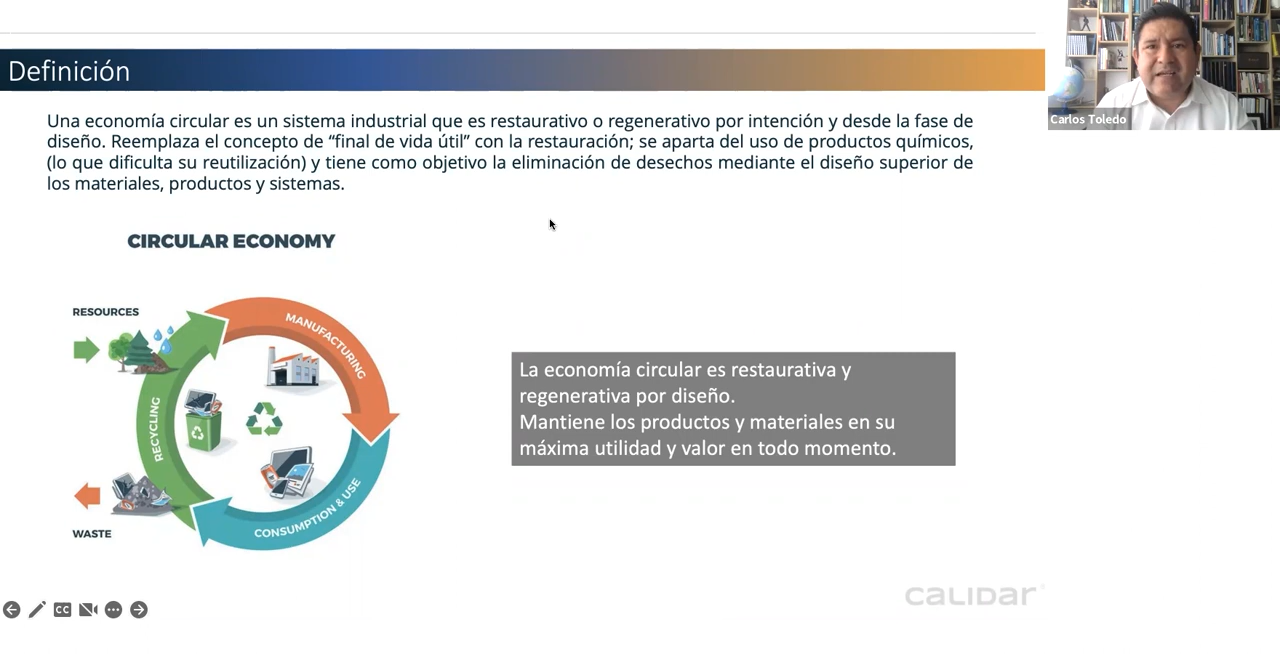 Definición
Carlos Toledo
Una economía circular es un sistema industrial que es restaurativo o regenerativo por intención y desde la fase de
diseño. Reemplaza el concepto de “final de vida útil” con la restauración; se aparta del uso de productos químicos,
(lo que dificulta su reutilización) y tiene como objetivo la eliminación de desechos mediante el diseño superior de
los materiales, productos y sistemas.
CIRCULAR ECONOMY
RESOURCES
MANUFACTURING
RECYCLING
CONSUMPTION & USE
WASTE
La economía circular es restaurativa y
regenerativa por diseño.
Mantiene los productos y materiales en su
máxima utilidad y valor en todo momento.
CALIDAR
CC